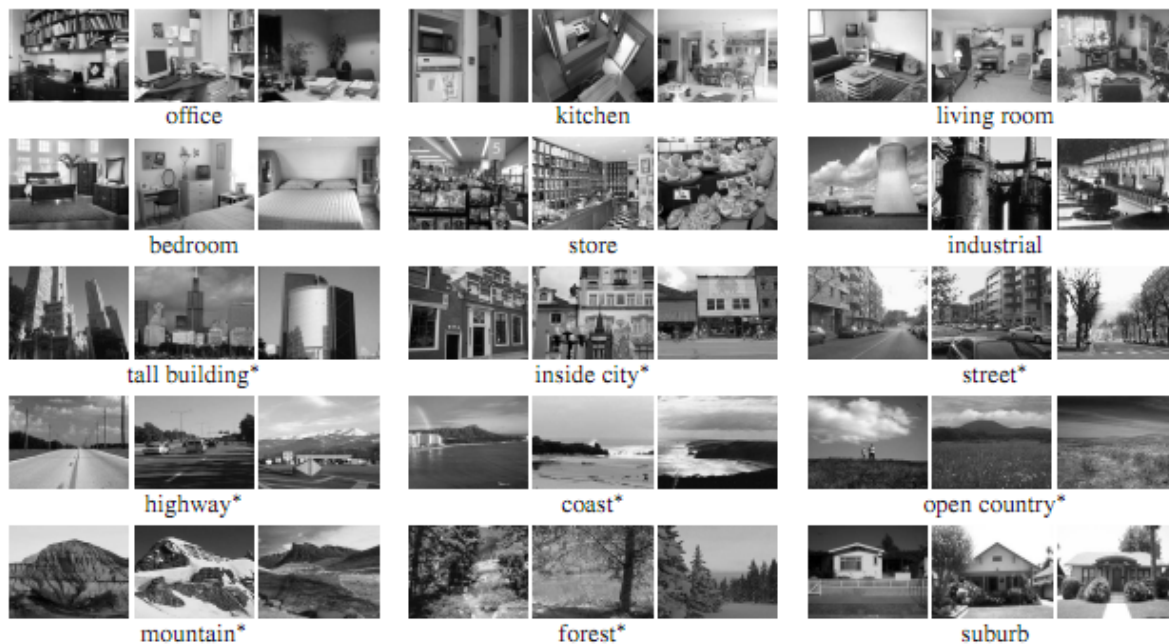 office
kitchen
living room
bedroom
store
industrial
tall building*
inside city*
street*
highway*
coast*
open country*
mountain*
forest*
suburb